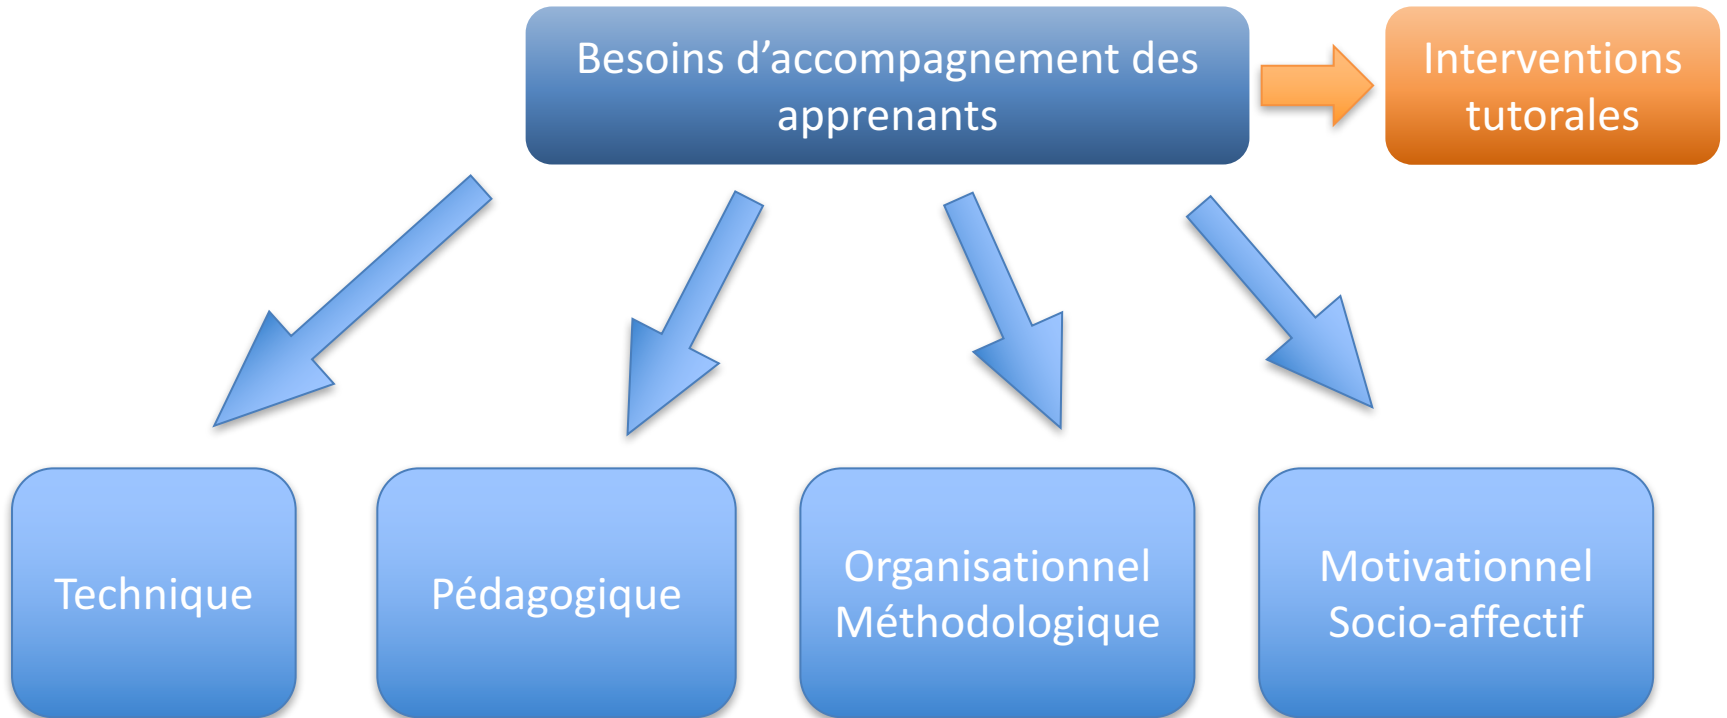 Besoins d’accompagnement des
apprenants
Interventions
tutorales
Technique
Pédagogique
Organisationnel
Méthodologique
Motivationnel
Socio-affectif